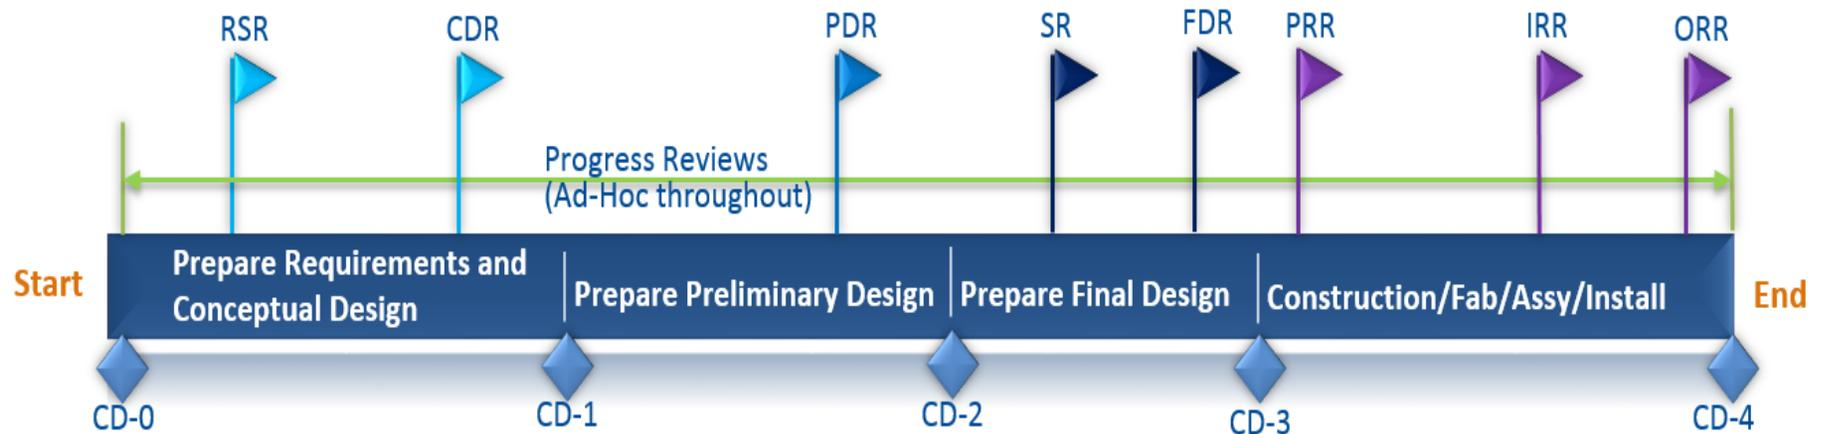 RSR
CDR
PDR
SR
FDR
PRR
IRR
ORR
Progress Reviews
(Ad-Hoc throughout)
Start
Prepare Requirements and
Conceptual Design
Prepare Preliminary Design
Prepare Final Design
Construction/Fab/Assy/Install
End
CD-0
CD-1
CD-2
CD-3
CD-4